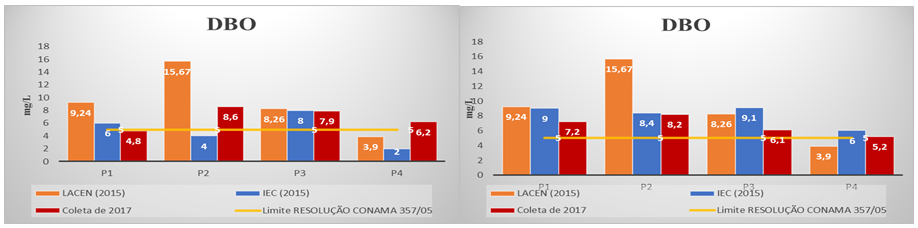 DBO
18
16
14
12
10
8
6
4
2
0
mg/L
9,24
6
4,8
15,67
4
8,6
8,26
8
7,9
3,9
2
6,2
5
5
5
5
P1
P2
P3
P4
LACEN (2015)
IEC (2015)
Coleta de 2017
Limite RESOLUÇÃO CONAMA 357/05
DBO
18
16
14
12
10
8
6
4
2
0
mg/L
9,24
9
7,2
15,67
8,4
8,2
8,26
9,1
6,1
3,9
6
5,2
5
5
5
5
P1
P2
P3
P4
LACEN (2015)
IEC (2015)
Coleta de 2017
Limite RESOLUÇÃO CONAMA 357/05